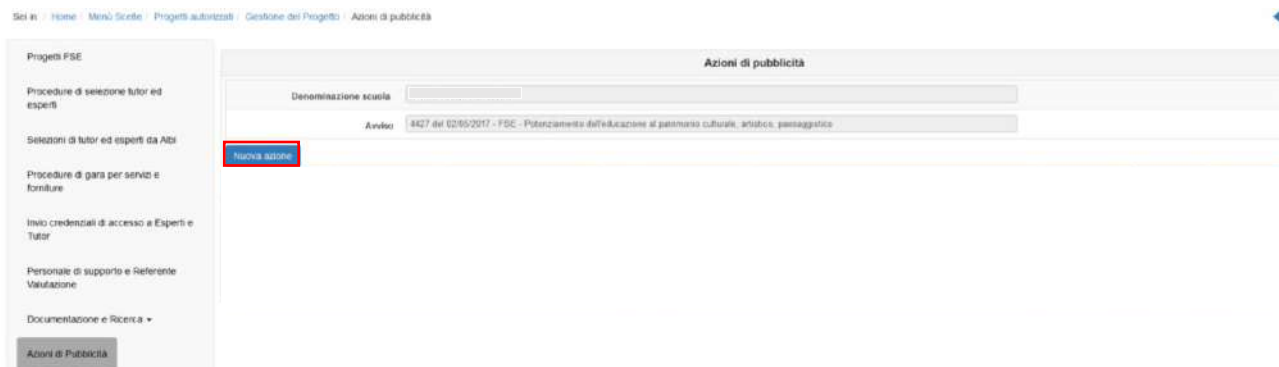 Sei in: / Home / Menù Scelte / Progetti autorizzati / Gestione del Progetto / Azioni di pubblicità
Progetti FSE
Procedure di selezione tutor ed
esperti
Selezioni di tutor ed esperti da Albi
Procedure di gara per servizi e
forniture
Invio credenziali di accesso a Esperti e
Tutor
Personale di supporto e Referente
Valutazione
Documentazione e Ricerca
Azioni di Pubblicità
Azioni di pubblicità
Denominazione scuola
Avviso 4427 del 02/05/2017 - FSE - Potenziamento dell'educazione al patrimonio culturale, artistico, paesaggistico
Nuova azione